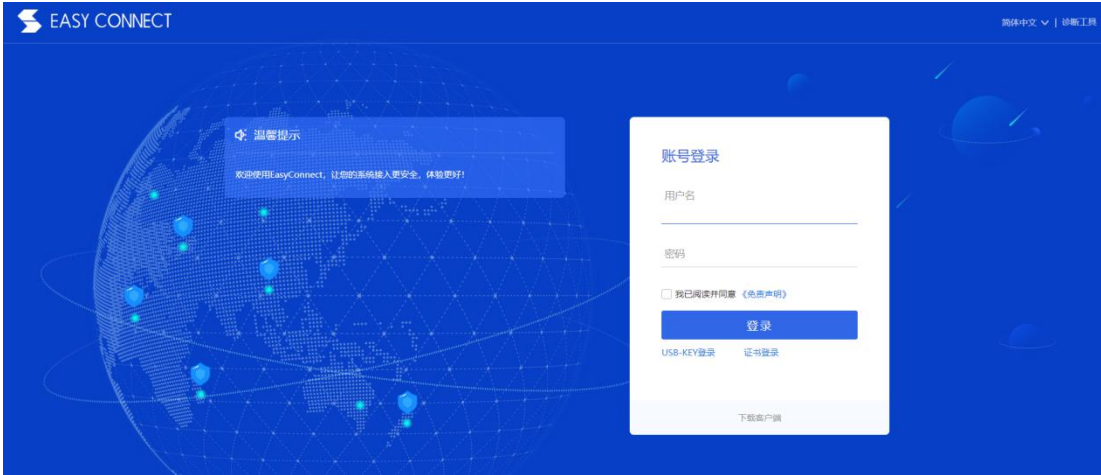 EASY CONNECT
简体中文 | 诊断工具
温馨提示
欢迎使用EasyConnect，让您的系统接入更安全，体验更好！
账号登录
用户名
密码
我已阅读并同意 《免责声明》
登录
USB-KEY登录 证书登录
下载客户端